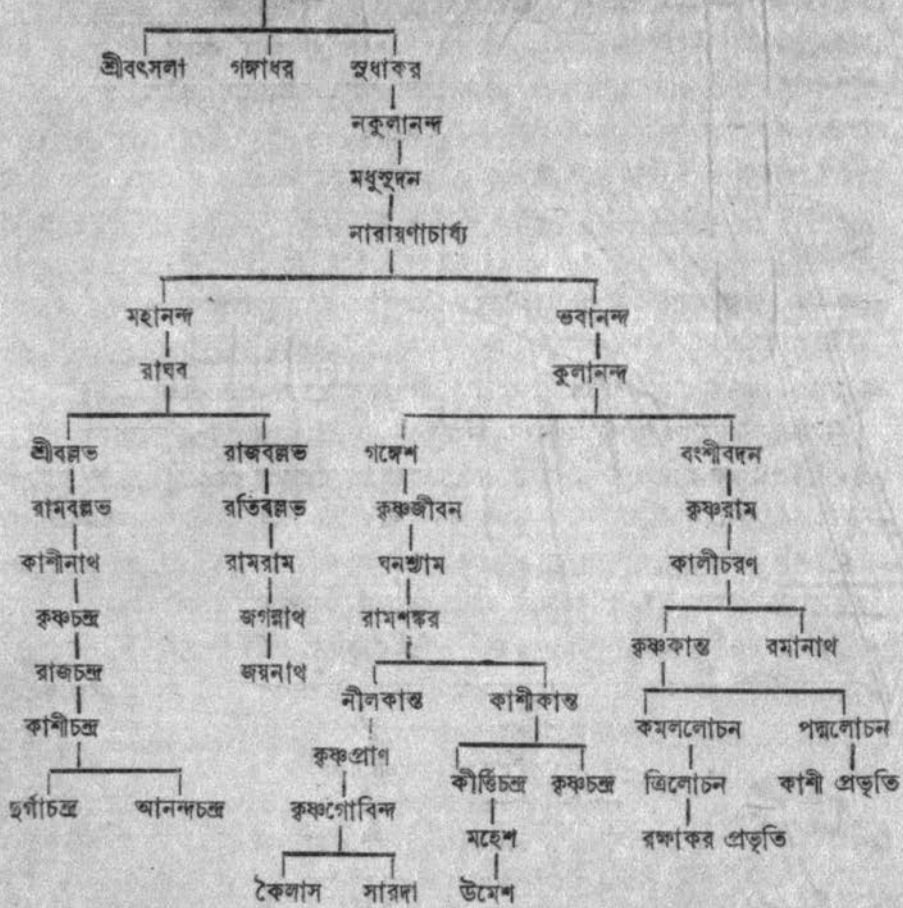 শ্রীবৎসলা গঙ্গাধর সুধাকর
নকুলানন্দ
মধুসূদন
নারায়ণাচার্য্য
মহানন্দ ভবানন্দ
রাঘব কুলানন্দ
শ্রীবল্লভ রাজবল্লভ গঙ্গেশ বংশীবদন
রামবল্লভ রতিবল্লভ কৃষ্ণজীবন কৃষ্ণরাম
কাশীনাথ রামরাম ঘনশ্যাম কালীচরণ
কৃষ্ণচন্দ্র জগন্নাথ রামশঙ্কর কৃষ্ণকান্ত রমানাথ
রাজচন্দ্র জয়নাথ নীলকান্ত কাশীকান্ত
কাশীচন্দ্র কমললোচন পদ্মলোচন
কৃষ্ণপ্রাণ
দুর্গাচন্দ্র আনন্দচন্দ্র কৃষ্ণগোবিন্দ কীর্ত্তিচন্দ্র কৃষ্ণচন্দ্র ত্রিলোচন কাশী প্রভৃতি
মহেশ রক্ষাকর প্রভৃতি
কৈলাস সারদা উমেশ